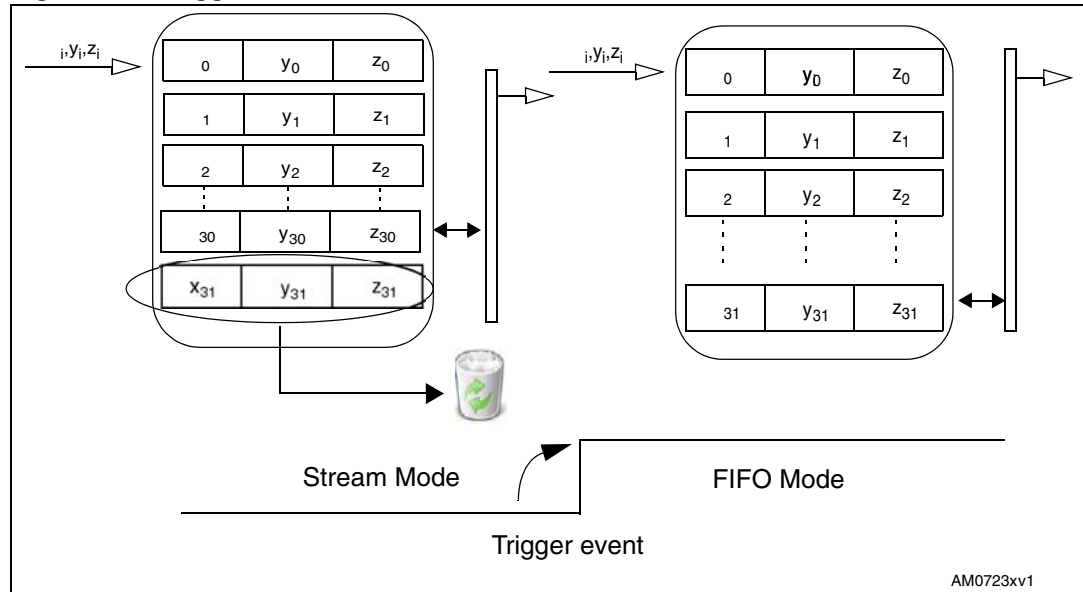 i,yi,zi
0 y0 z0
1 y1 z1
2 y2 z2
30 y30 z30
x31 y31 z31
i,yi,zi
0 z0
1 y1 z1
2 y2 z2
31 y31 z31
Stream Mode
FIFO Mode
Trigger event
AM0723xv1